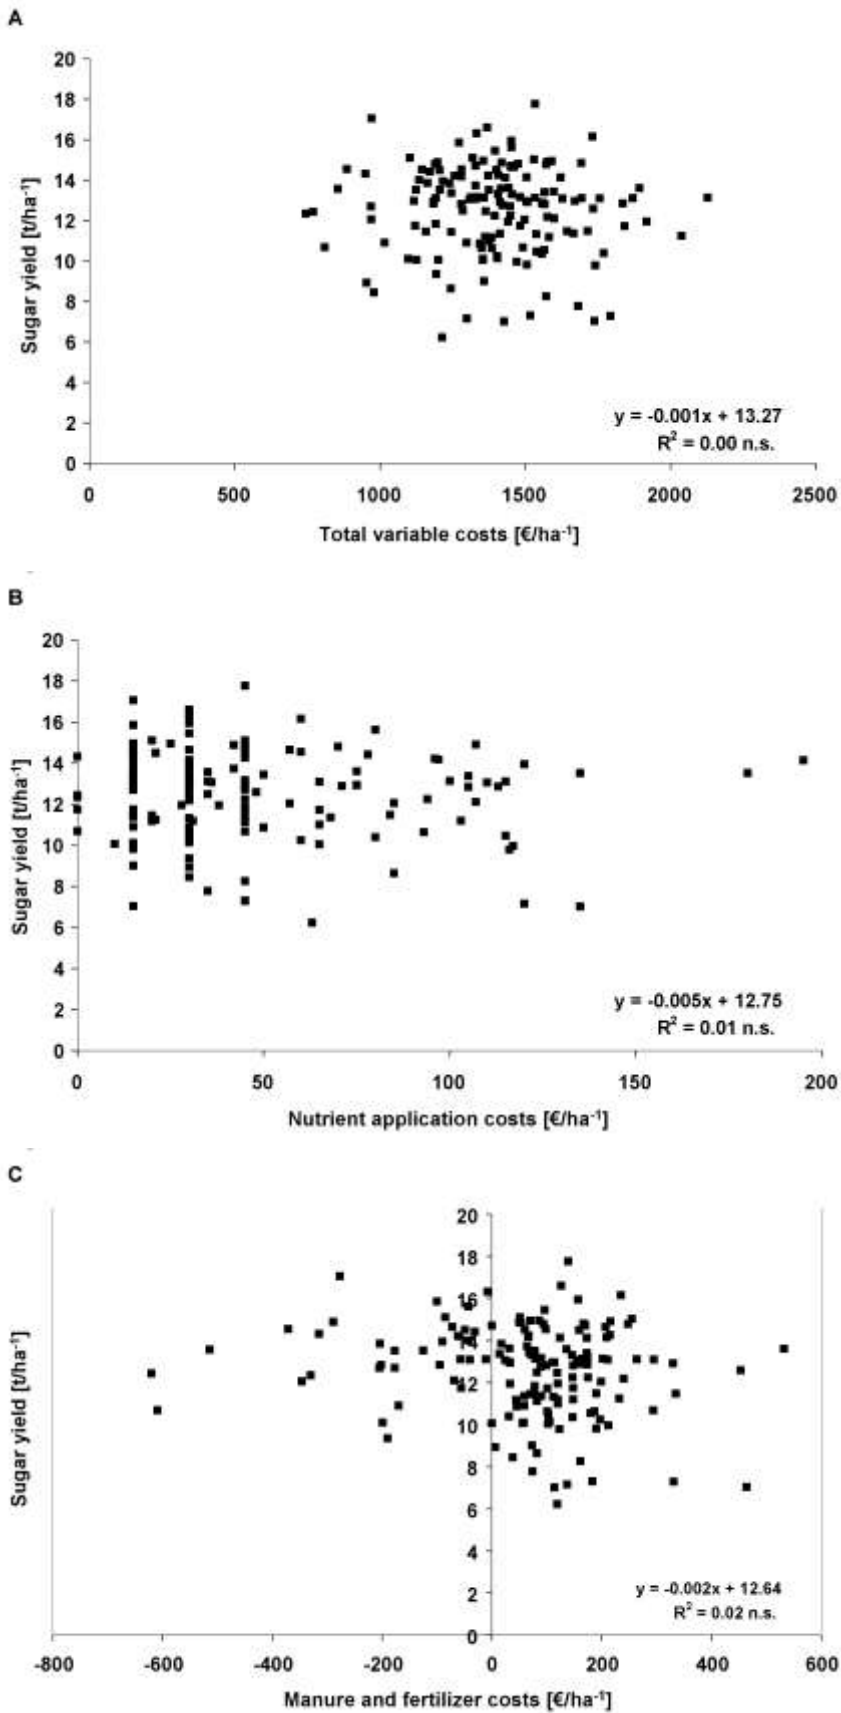 A
20
18
16
14
12
10
8
6
4
2
0
Sugar yield [t/ha⁻¹]
y = -0.001x + 13.27
R² = 0.00 n.s.
0 500 1000 1500 2000 2500
Total variable costs [€/ha⁻¹]
B
20
18
16
14
12
10
8
6
4
2
0
Sugar yield [t/ha⁻¹]
y = -0.005x + 12.75
R² = 0.01 n.s.
0 50 100 150 200
Nutrient application costs [€/ha⁻¹]
C
20
18
16
14
12
10
8
6
4
2
0
Sugar yield [t/ha⁻¹]
y = -0.002x + 12.64
R² = 0.02 n.s.
-800 -600 -400 -200 0 200 400 600
Manure and fertilizer costs [€/ha⁻¹]